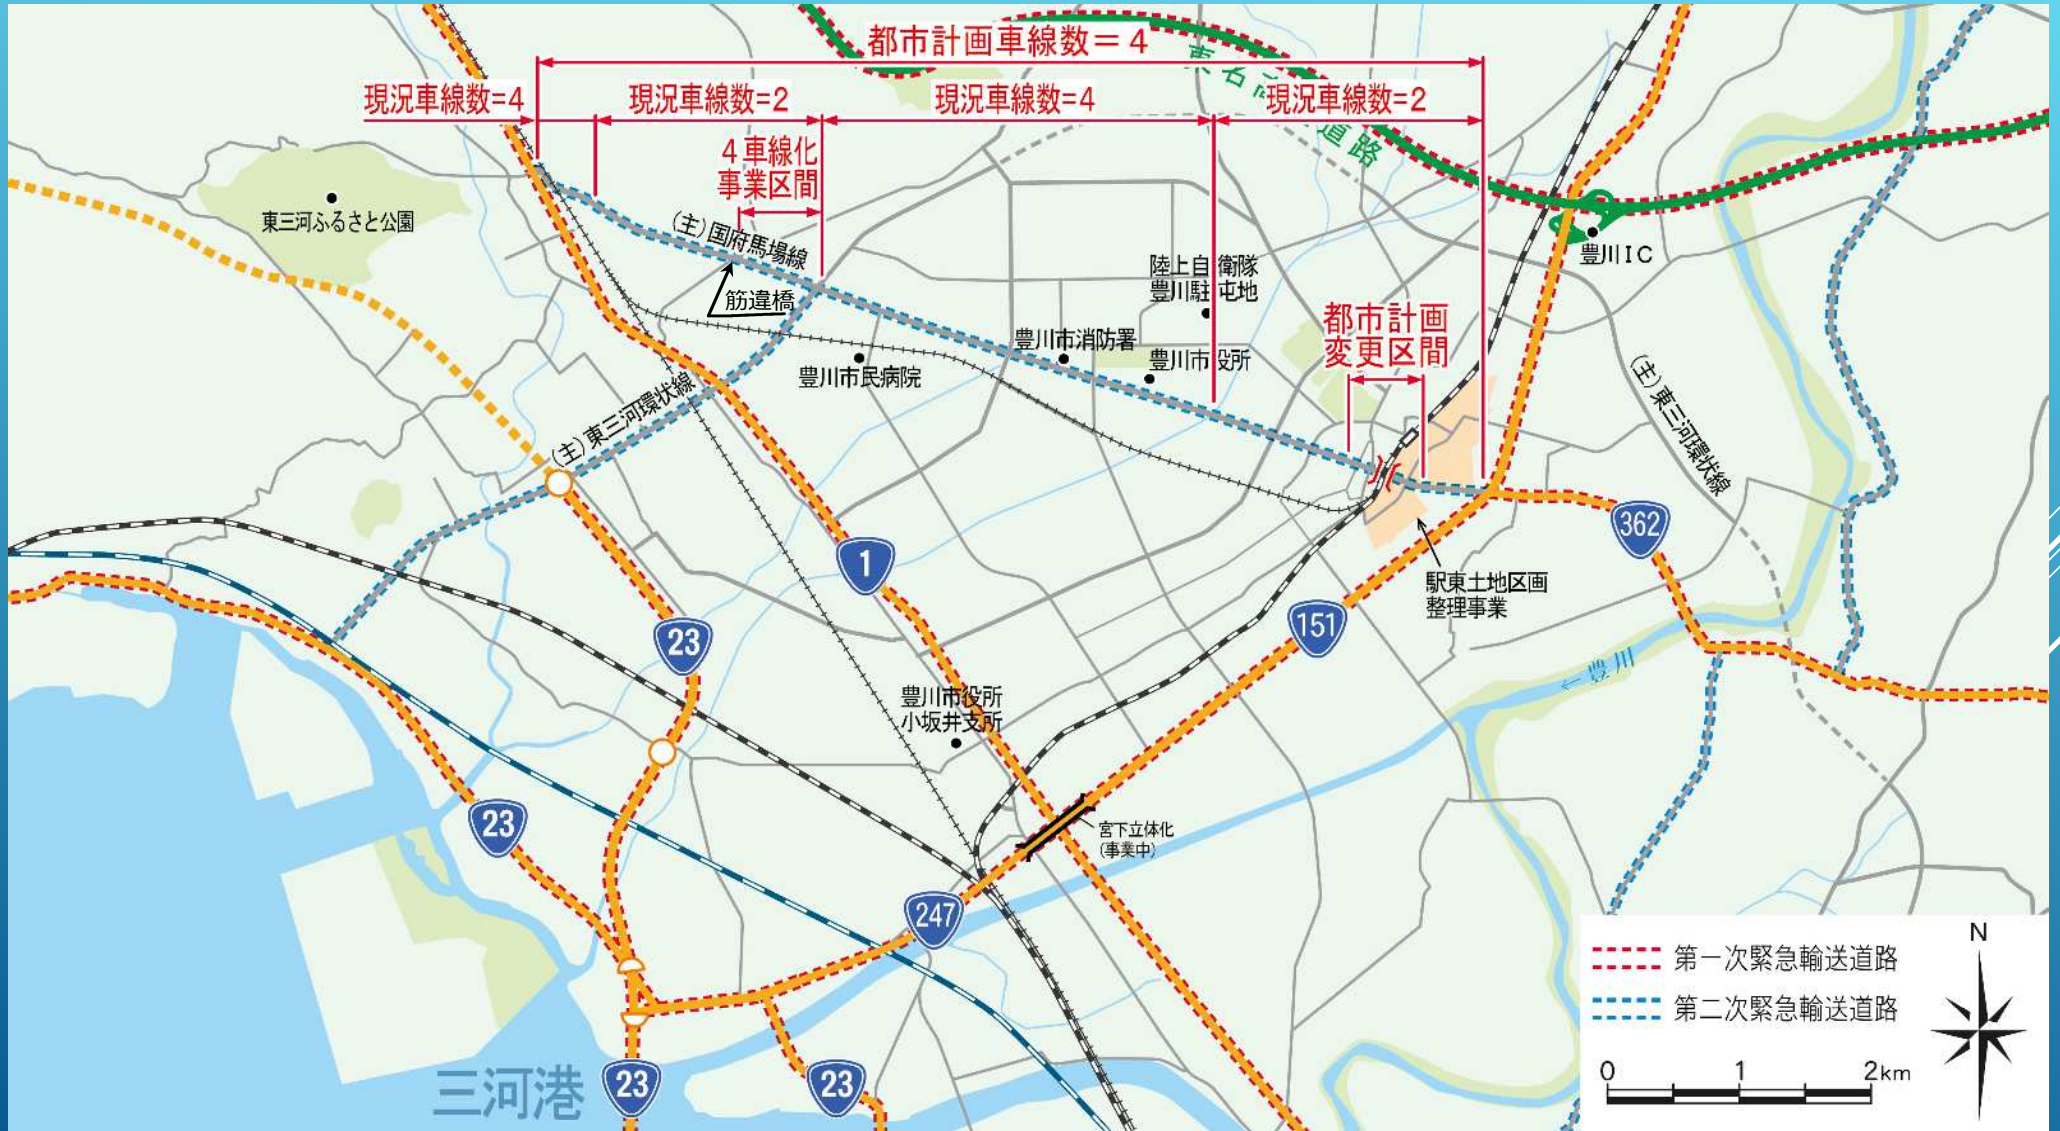 都市計画車線数＝4
現況車線数=4
現況車線数=2
現況車線数=4
現況車線数=2
東名高
道路
4車線化
事業区間
東三河ふるさと公園
(主)国府馬場線
筋違橋
陸上自衛隊
豊川駐屯地
豊川IC
都市計画
変更区間
豊川市消防署
豊川市役所
豊川市民病院
(主)東三河環状線
(主)東三河環状線
362
1
駅東土地区画
整理事業
151
23
←豊川
豊川市役所
小坂井支所
23
宮下立体化
(事業中)
247
三河港
23
23
N
第一次緊急輸送道路
第二次緊急輸送道路
0 1 2km